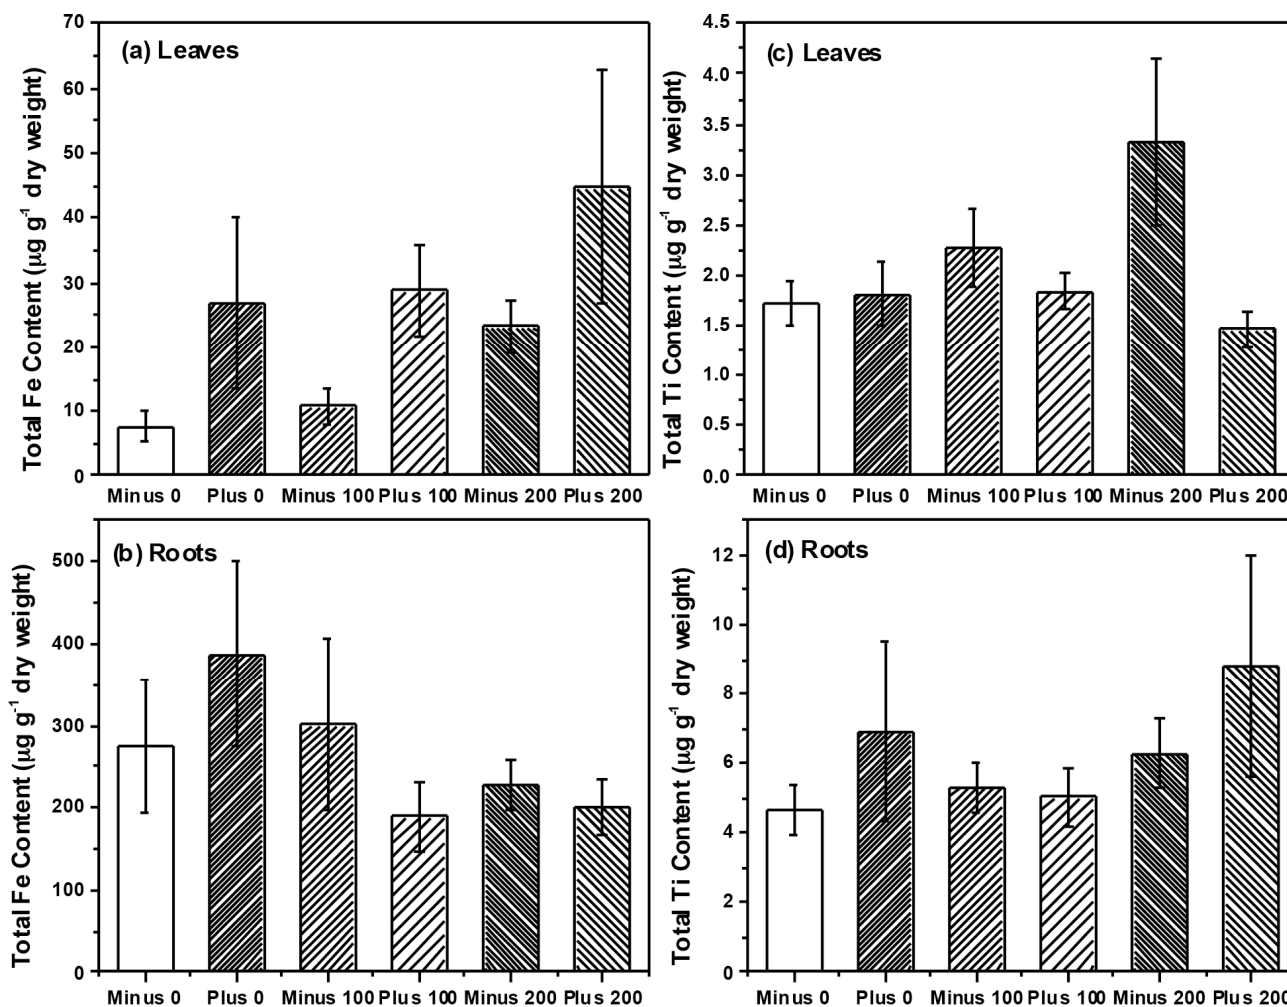 (a) Leaves
Total Fe Content (μg g-1 dry weight)
70
60
50
40
30
20
10
0
Minus 0 Plus 0 Minus 100 Plus 100 Minus 200 Plus 200
(c) Leaves
Total Ti Content (μg g-1 dry weight)
4.5
4.0
3.5
3.0
2.5
2.0
1.5
1.0
0.5
0.0
Minus 0 Plus 0 Minus 100 Plus 100 Minus 200 Plus 200
(b) Roots
Total Fe Content (μg g-1 dry weight)
500
400
300
200
100
0
Minus 0 Plus 0 Minus 100 Plus 100 Minus 200 Plus 200
(d) Roots
Total Ti Content (μg g-1 dry weight)
12
10
8
6
4
2
0
Minus 0 Plus 0 Minus 100 Plus 100 Minus 200 Plus 200